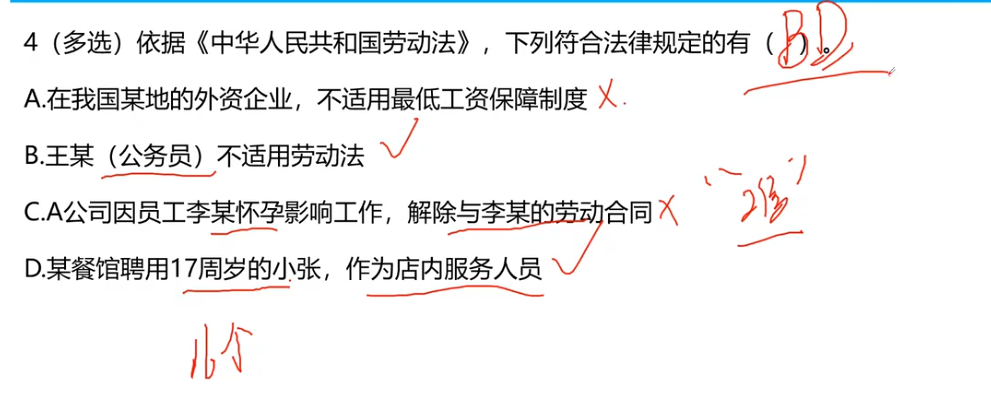 4（多选）依据《中华人民共和国劳动法》，下列符合法律规定的有（BD）。
A.在我国某地的外资企业，不适用最低工资保障制度 ×.
B.王某（公务员）不适用劳动法 ✓
C.A公司因员工李某怀孕影响工作，解除与李某的劳动合同 × “2倍”
D.某餐馆聘用17周岁的小张，作为店内服务人员 ✓
16个